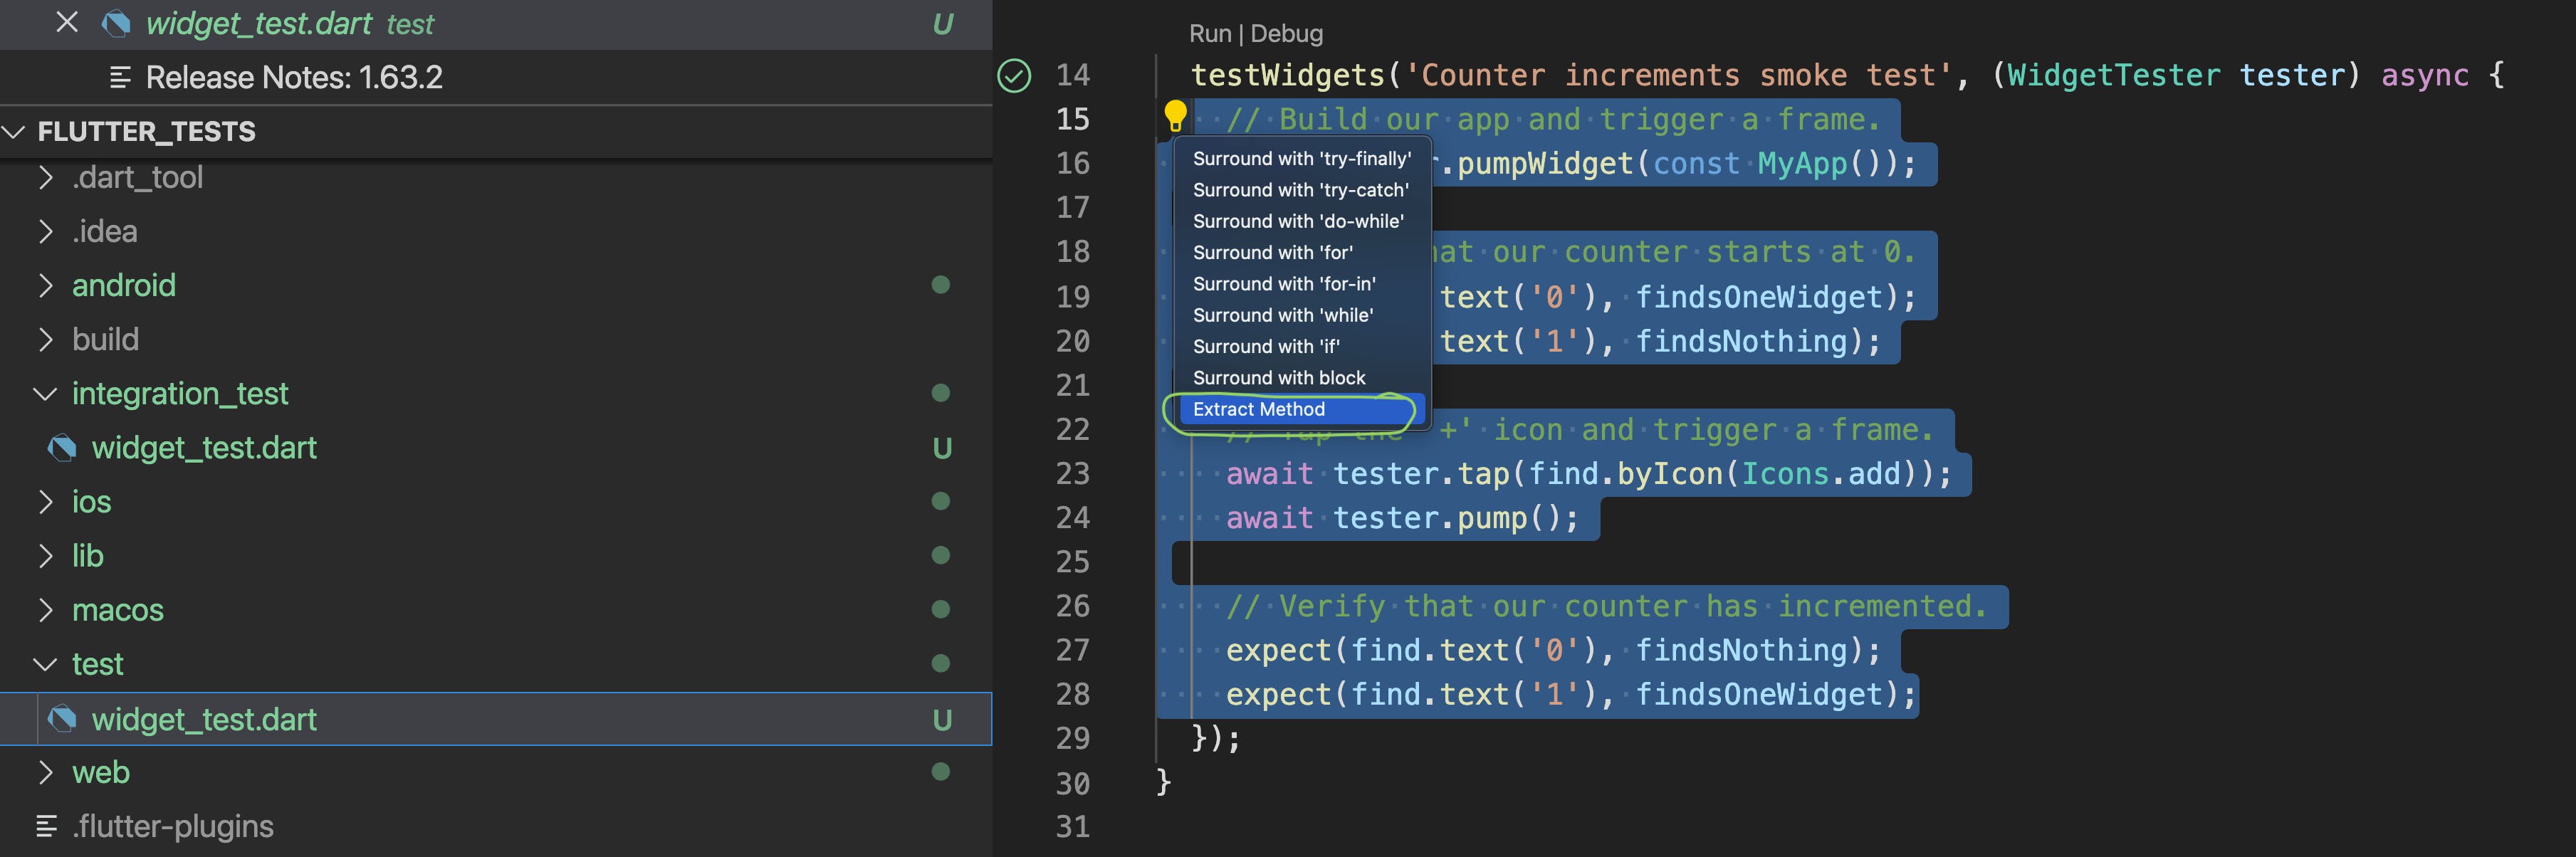 widget_test.dart test U
Release Notes: 1.63.2
FLUTTER_TESTS
.dart_tool
.idea
android
build
integration_test
widget_test.dart U
ios
lib
macos
test
widget_test.dart U
web
.flutter-plugins
Run | Debug
14 testWidgets('Counter increments smoke test', (WidgetTester tester) async {
15 // Build our app and trigger a frame.
16 .pumpWidget(const MyApp());
17
18 our counter starts at 0.
19 text('0'), findsOneWidget);
20 text('1'), findsNothing);
21
22 +' icon and trigger a frame.
23 await tester.tap(find.byIcon(Icons.add));
24 await tester.pump();
25
26 // Verify that our counter has incremented.
27 expect(find.text('0'), findsNothing);
28 expect(find.text('1'), findsOneWidget);
29 });
30 }
31
Surround with 'try-finally'
Surround with 'try-catch'
Surround with 'do-while'
Surround with 'for'
Surround with 'for-in'
Surround with 'while'
Surround with 'if'
Surround with block
Extract Method